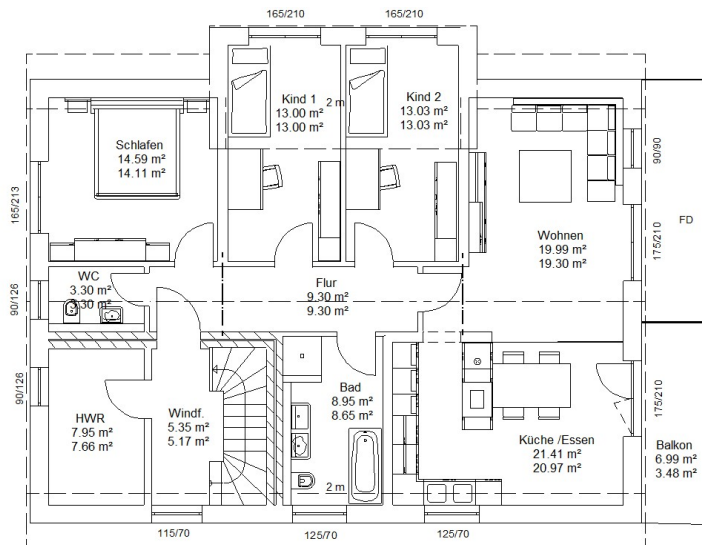 165/210
165/210
Kind 1
13.00 m²
13.00 m²
2 m
Kind 2
13.03 m²
13.03 m²
Schlafen
14.59 m²
14.11 m²
90/90
165/213
Wohnen
19.99 m²
19.30 m²
175/210
FD
WC
3.30 m²
3.30 m²
Flur
9.30 m²
9.30 m²
90/126
90/126
HWR
7.95 m²
7.66 m²
Windf.
5.35 m²
5.17 m²
Bad
8.95 m²
8.65 m²
2 m
Küche /Essen
21.41 m²
20.97 m²
175/210
Balkon
6.99 m²
3.48 m²
115/70
125/70
125/70